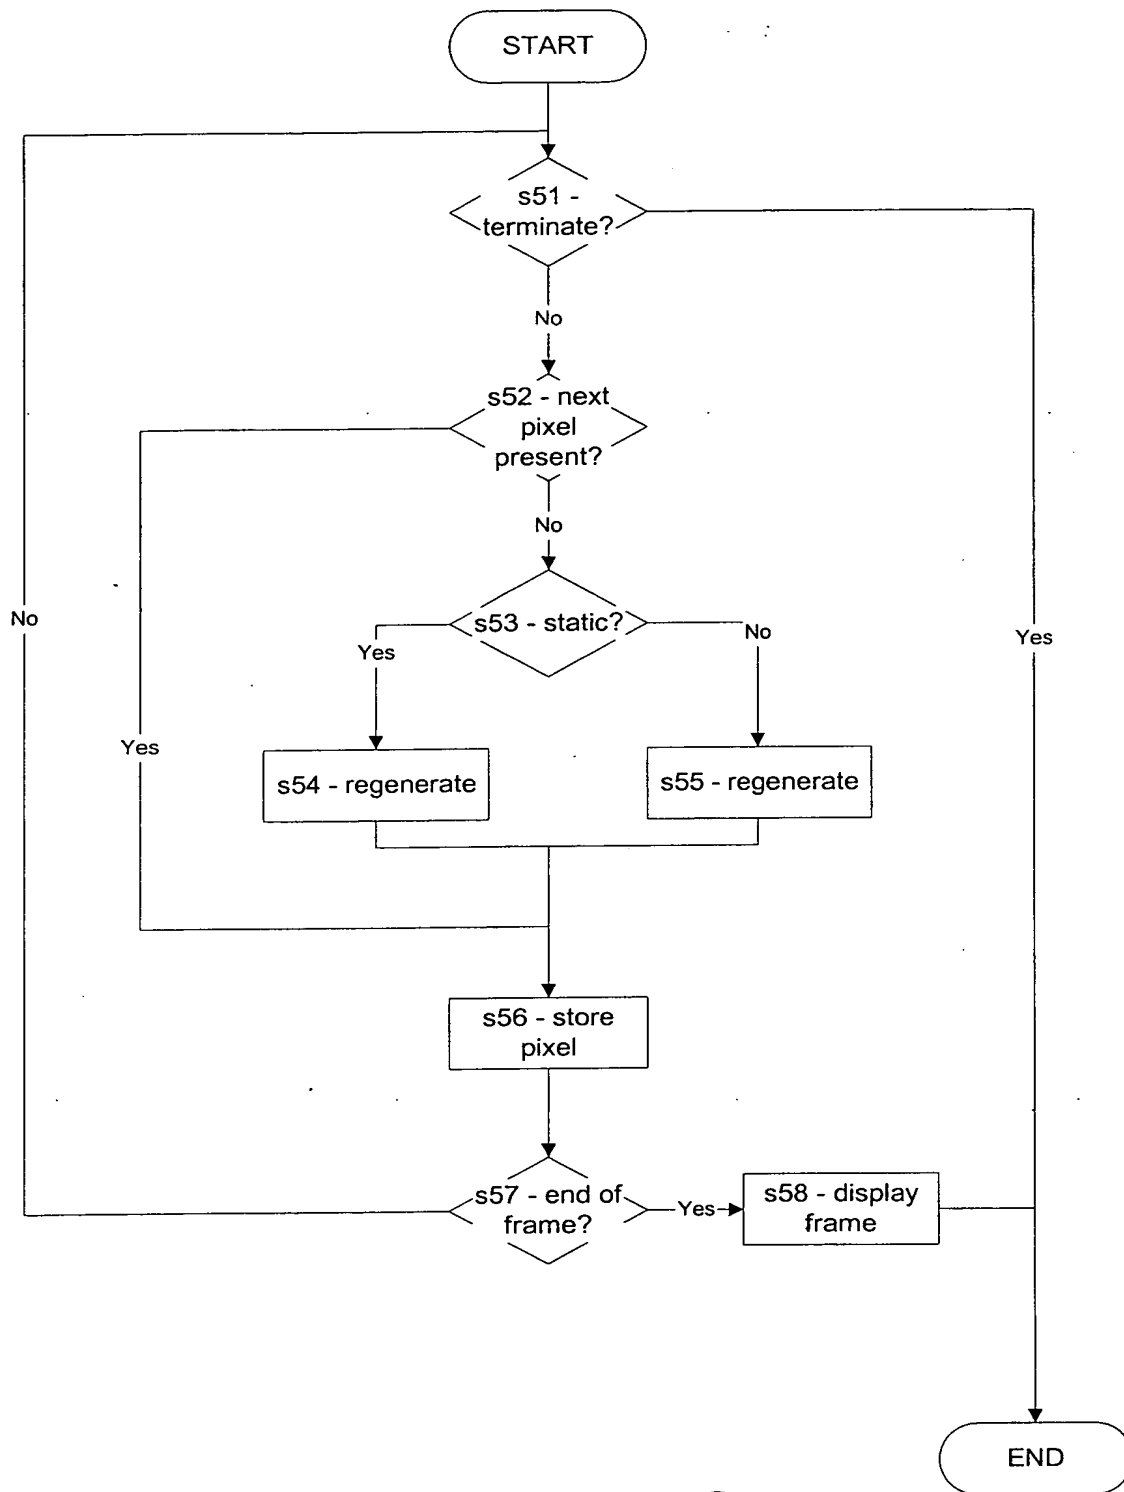 START
s51 -
terminate?
No
s52 - next
pixel
present?
No
s53 - static?
No
Yes
No
Yes
Yes
s54 - regenerate
s55 - regenerate
s56 - store
pixel
s57 - end of
frame?
Yes
s58 - display
frame
END